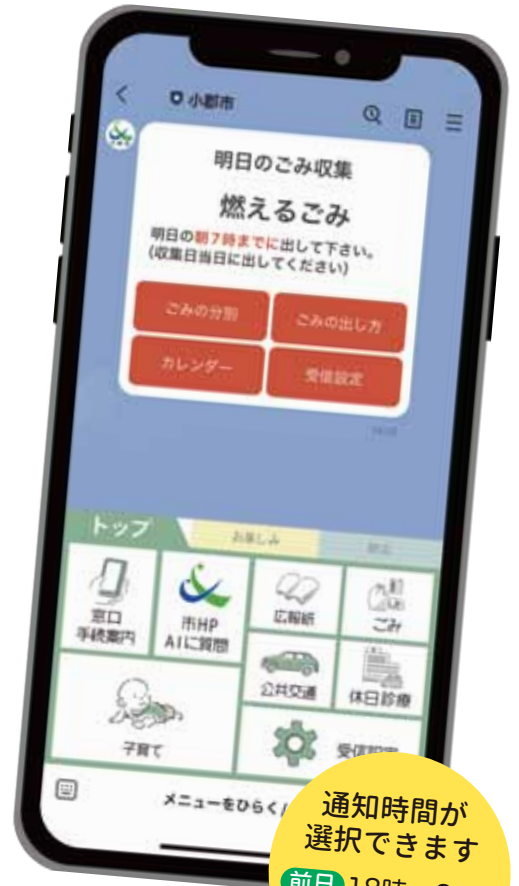 小郡市
明日のごみ収集
燃えるごみ
明日の朝7時までに出して下さい。
(収集日当日に出してください)
ごみの分別
ごみの出し方
カレンダー
受信設定
トップ
お楽しみ
窓口
手続案内
市HP
AIに質問
広報紙
ごみ
公共交通
休日診療
子育て
受信設定
メニューをひらく/
通知時間が
選択できます
前日 18時